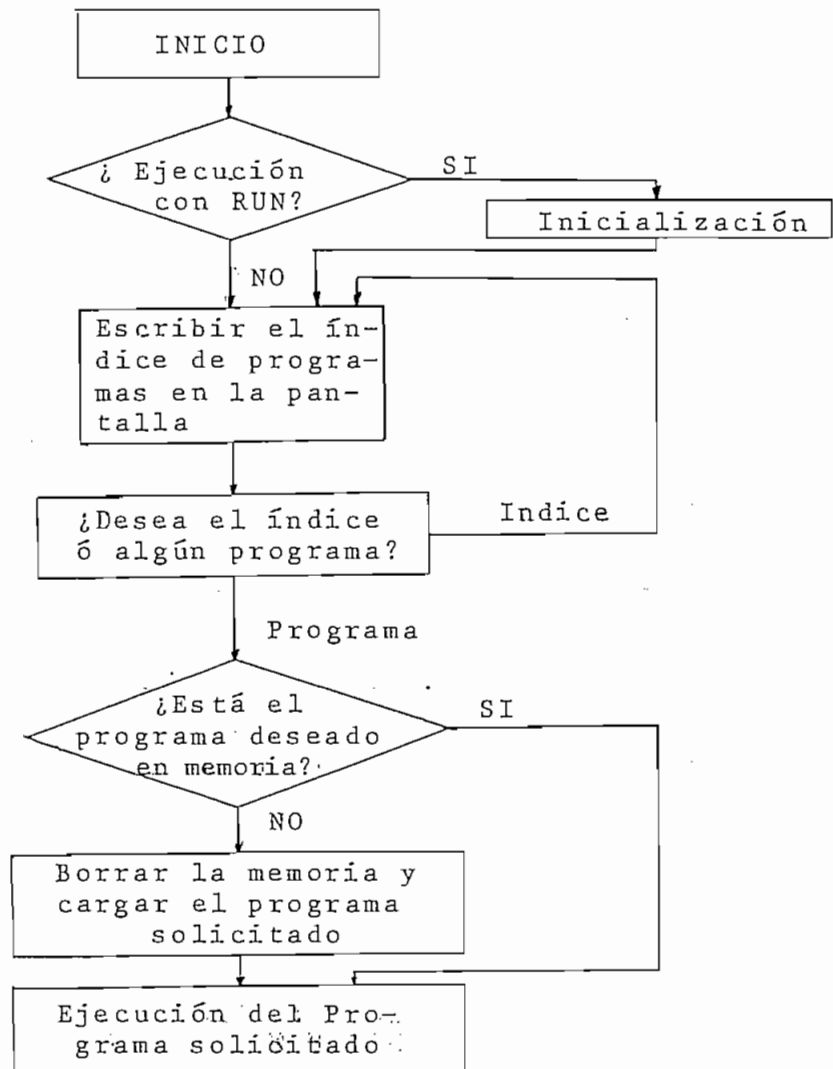 INICIO
¿ Ejecución
con RUN?
SI
Inicialización
NO
Escribir el ín-
dice de progra-
mas en la pan-
talla
¿Desea el índice
ó algún programa?
Indice
Programa
¿Está el
programa deseado
en memoria?
SI
NO
Borrar la memoria y
cargar el programa
solicitado
Ejecución del Pro-
grama solicitado